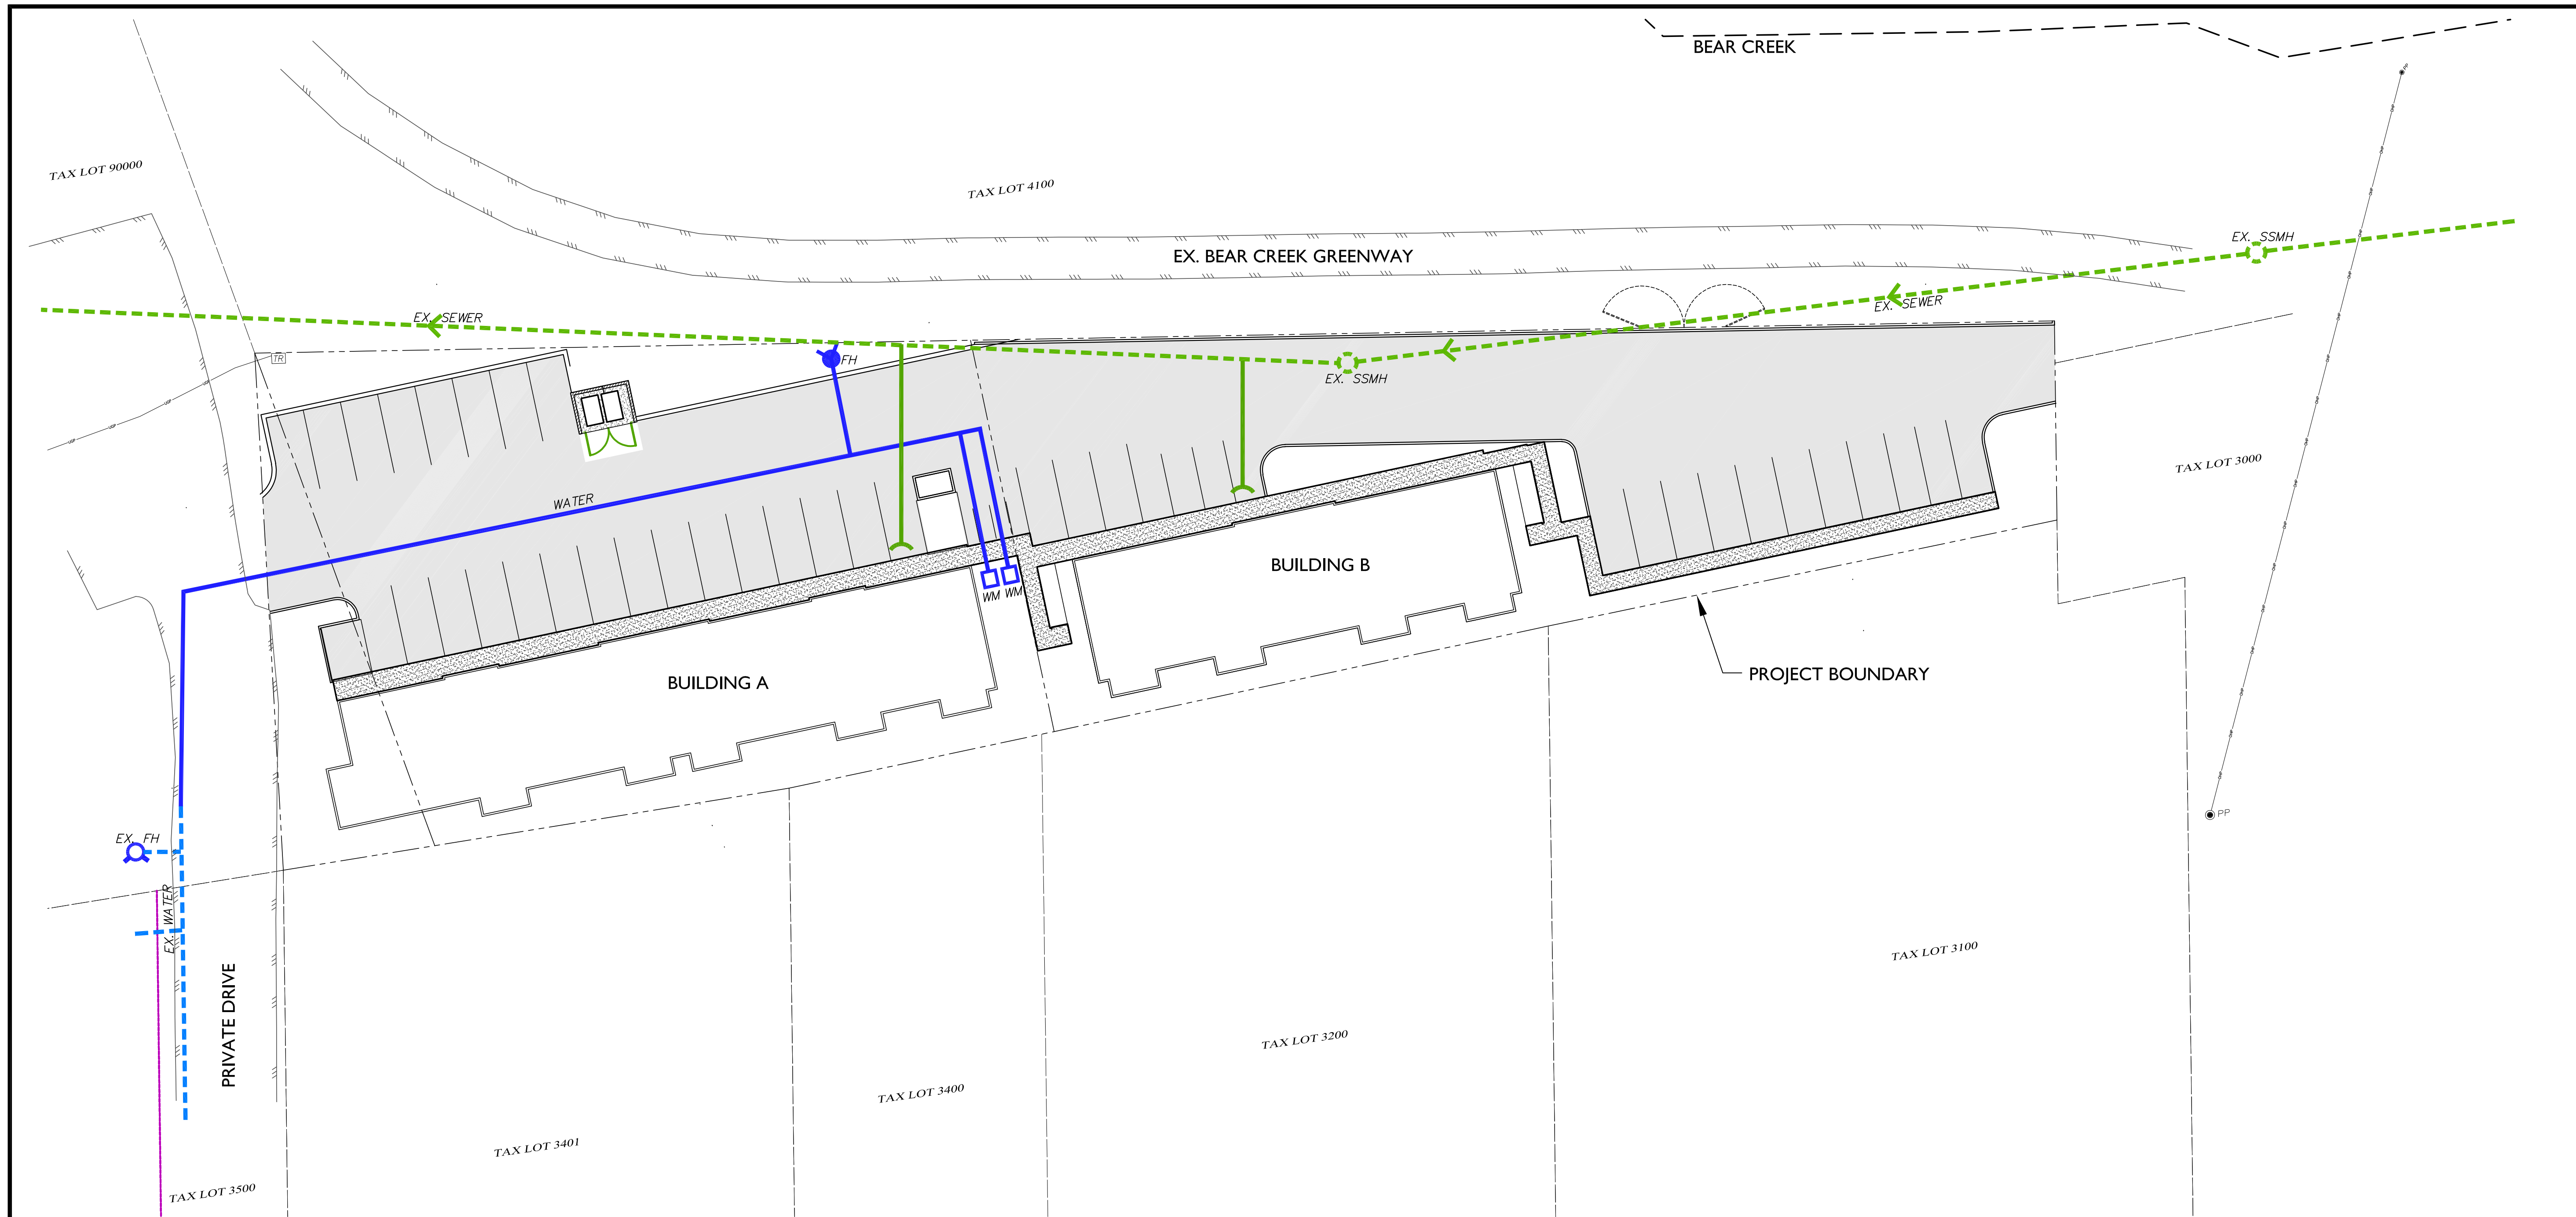 BEAR CREEK
PP
TAX LOT 90000
TAX LOT 4100
EX. SSMH
EX. BEAR CREEK GREENWAY
EX. SEWER
EX. SEWER
TR
FH
EX. SSMH
TAX LOT 3000
WATER
BUILDING B
WM WM
BUILDING A
PROJECT BOUNDARY
PP
EX. FH
EX. WATER
TAX LOT 3100
PRIVATE DRIVE
TAX LOT 3200
TAX LOT 3400
TAX LOT 3401
TAX LOT 3500